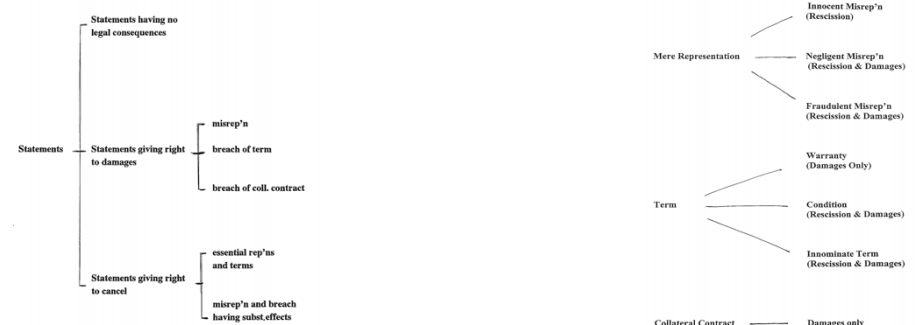 Statements having no
legal consequences
Statements
Statements giving right
to damages
misrep'n
breach of term
breach of coll. contract
Statements giving right
to cancel
essential rep'ns
and terms
misrep'n and breach
having subst.effects
Mere Representation
Innocent Misrep'n
(Rescission)
Negligent Misrep'n
(Rescission & Damages)
Fraudulent Misrep'n
(Rescission & Damages)
Term
Warranty
(Damages Only)
Condition
(Rescission & Damages)
Innominate Term
(Rescission & Damages)
Collateral Contract
Damages only